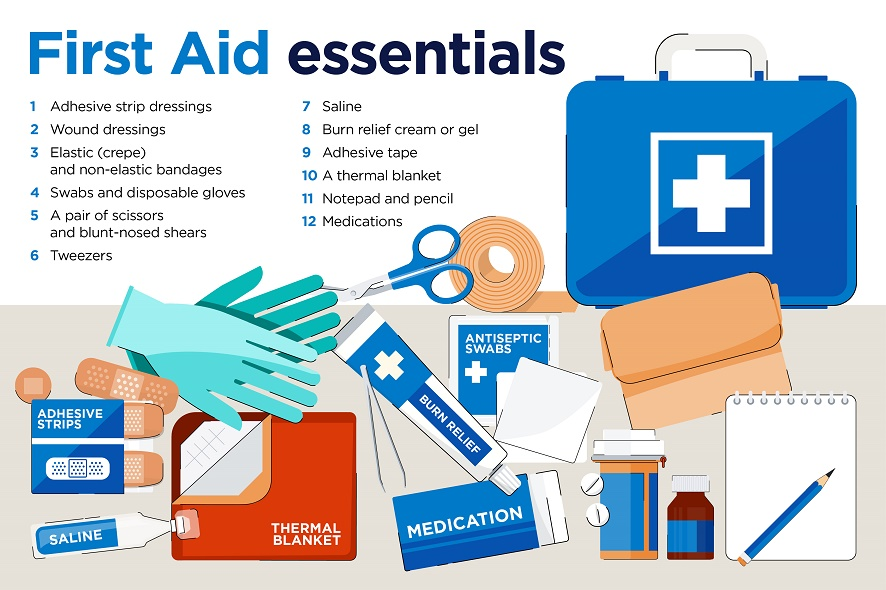 First Aid essentials
1 Adhesive strip dressings
2 Wound dressings
3 Elastic (crepe)
and non-elastic bandages
4 Swabs and disposable gloves
5 A pair of scissors
and blunt-nosed shears
6 Tweezers
7 Saline
8 Burn relief cream or gel
9 Adhesive tape
10 A thermal blanket
11 Notepad and pencil
12 Medications
ANTISEPTIC
SWABS
BURN RELIEF
ADHESIVE
STRIPS
SALINE
THERMAL
BLANKET
MEDICATION